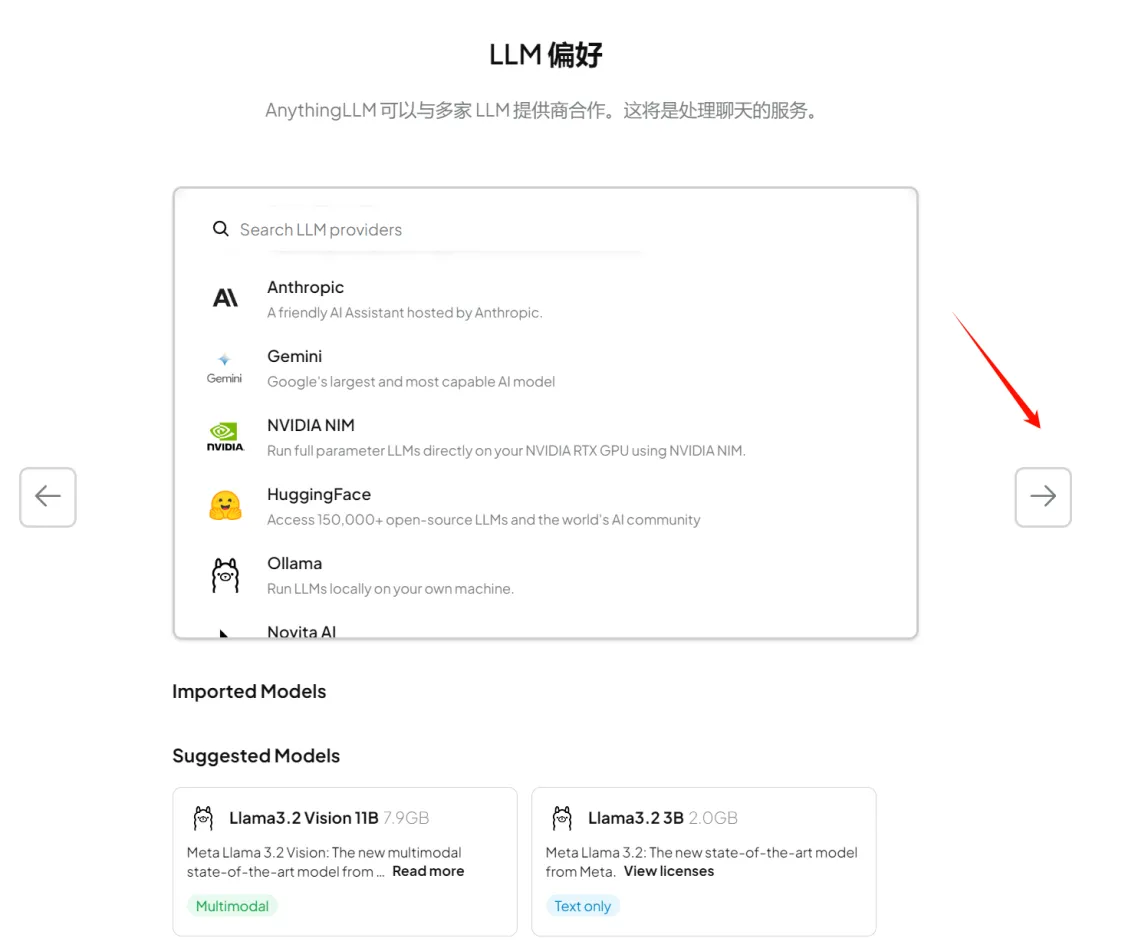 LLM 偏好
AnythingLLM 可以与多家 LLM 提供商合作。这将是处理聊天的服务。
Search LLM providers
Anthropic
A friendly AI Assistant hosted by Anthropic.
Gemini
Gemini
Google's largest and most capable AI model
NVIDIA NIM
NVIDIA.
Run full parameter LLMs directly on your NVIDIA RTX GPU using NVIDIA NIM.
HuggingFace
Access 150,000+ open-source LLMs and the world's AI community
Ollama
Run LLMs locally on your own machine.
Novita AI
Imported Models
Suggested Models
Llama3.2 Vision 11B 7.9GB
Meta Llama 3.2 Vision: The new multimodal
state-of-the-art model from ... Read more
Multimodal
Llama3.2 3B 2.0GB
Meta Llama 3.2: The new state-of-the-art model
from Meta. View licenses
Text only